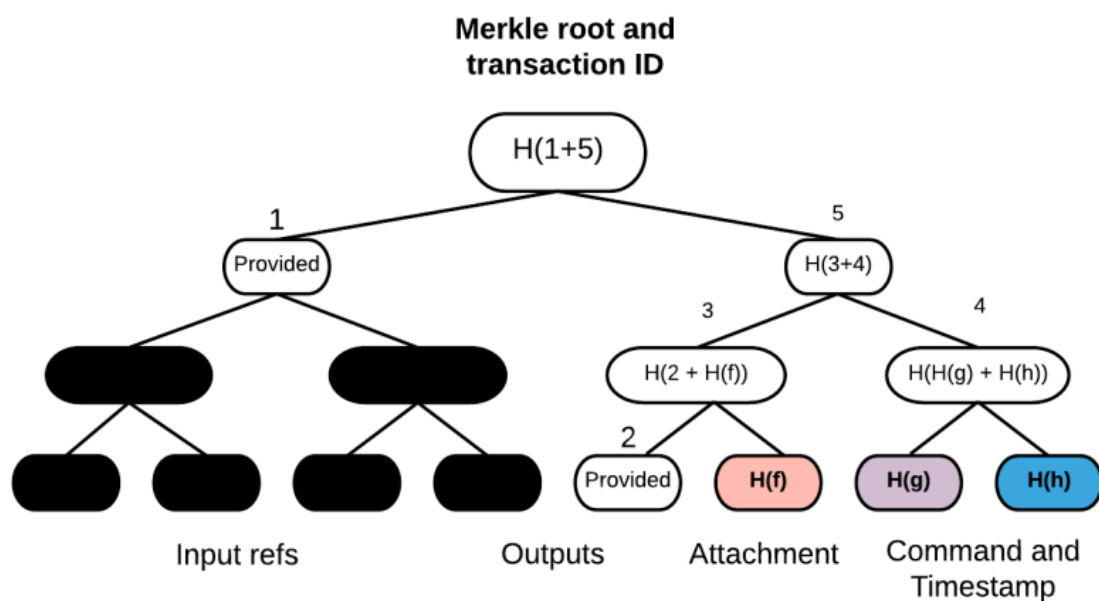 Merkle root and
transaction ID
H(1+5)
1
5
Provided
H(3+4)
3
4
H(2 + H(f))
H(H(g) + H(h))
2
Provided
H(f)
H(g)
H(h)
Input refs
Outputs
Attachment
Command and
Timestamp